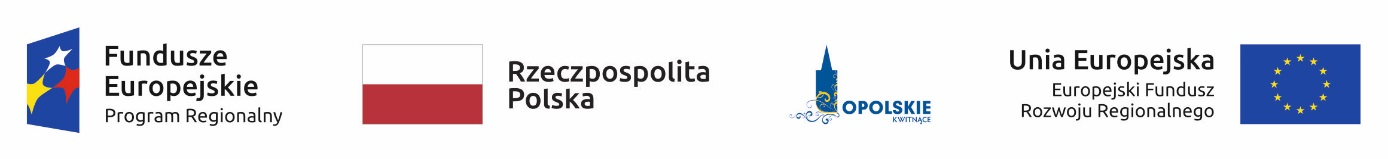 Fundusze
Europejskie
Program Regionalny
Rzeczpospolita
Polska
OPOLSKIE
KWITNĄCE
Unia Europejska
Europejski Fundusz
Rozwoju Regionalnego